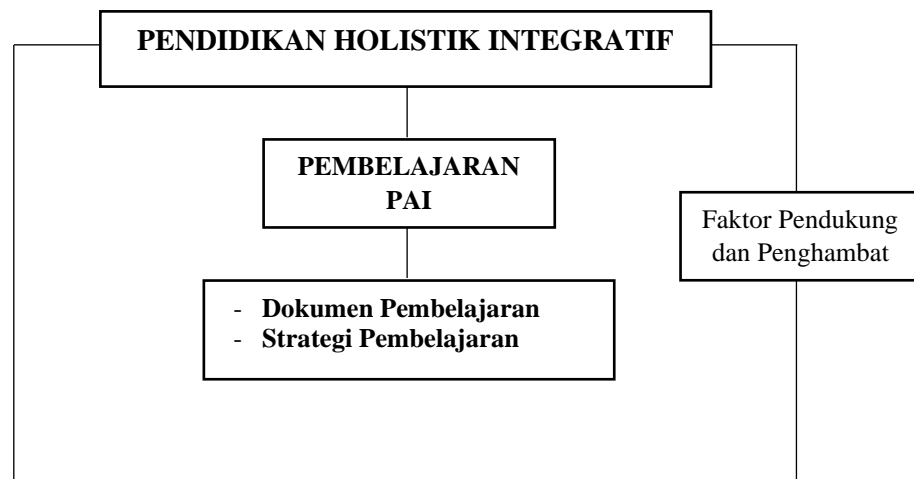 PENDIDIKAN HOLISTIK INTEGRATIF
PEMBELAJARAN
PAI
Faktor Pendukung
dan Penghambat
- Dokumen Pembelajaran
- Strategi Pembelajaran